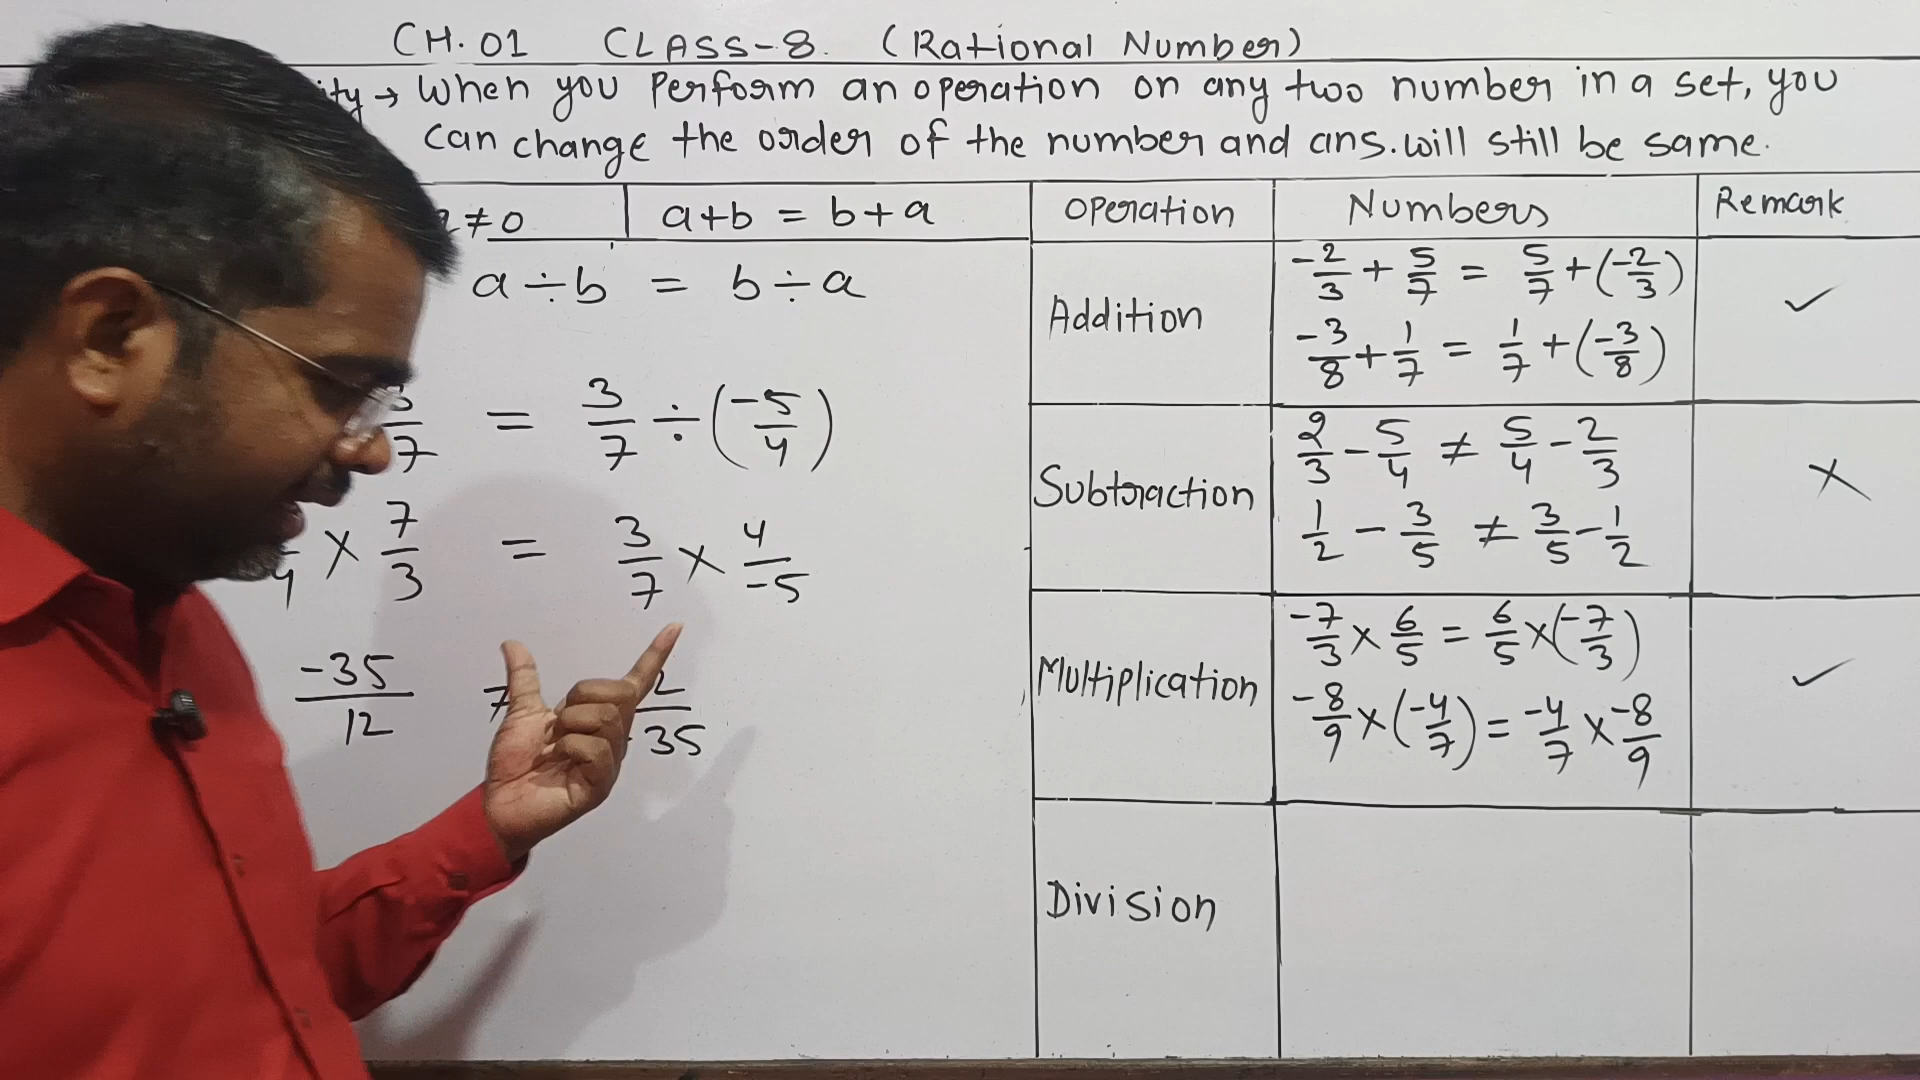 CH. 01 CLASS-8. (Rational Number)
ity → When you Perform an operation on any two number in a set, you
can change the order of the number and ans. will still be same.
≠ 0 a+b = b+a
a ÷ b = b ÷ a
3/7 = 3/7 ÷ (-5/4)
× 7/3 = 3/7 × 4/-5
-35/12
35
Operation Numbers Remark
Addition -2/3 + 5/7 = 5/7 + (-2/3) ✓
-3/8 + 1/7 = 1/7 + (-3/8)
Subtraction 2/3 - 5/4 ≠ 5/4 - 2/3 ×
1/2 - 3/5 ≠ 3/5 - 1/2
Multiplication -7/3 × 6/5 = 6/5 × (-7/3) ✓
-8/9 × (-4/7) = -4/7 × -8/9
Division